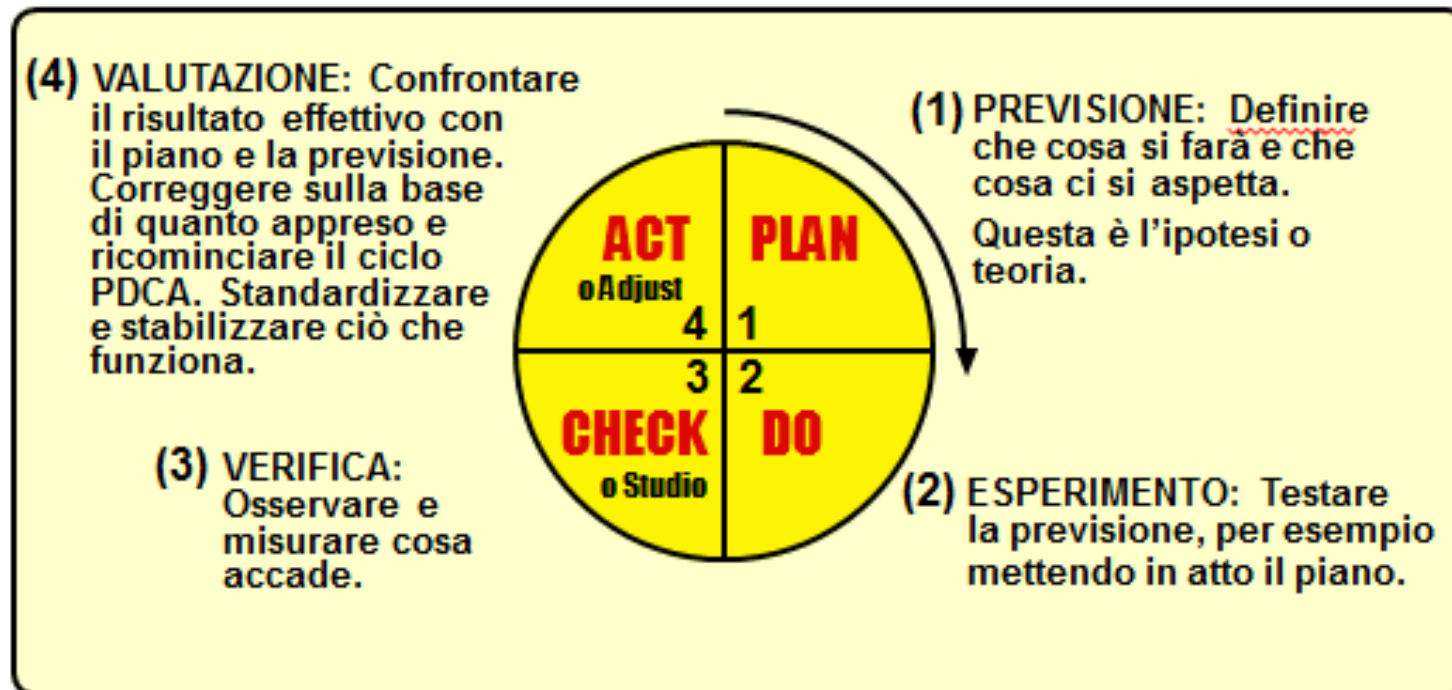 (4) VALUTAZIONE: Confrontare
il risultato effettivo con
il piano e la previsione.
Correggere sulla base
di quanto appreso e
ricominciare il ciclo
PDCA. Standardizzare
e stabilizzare ciò che
funziona.
(1) PREVISIONE: Definire
che cosa si farà e che
cosa ci si aspetta.
Questa è l’ipotesi o
teoria.
ACT
o Adjust
4
PLAN
1
3
CHECK
o Studio
2
DO
(3) VERIFICA:
Osservare e
misurare cosa
accade.
(2) ESPERIMENTO: Testare
la previsione, per esempio
mettendo in atto il piano.